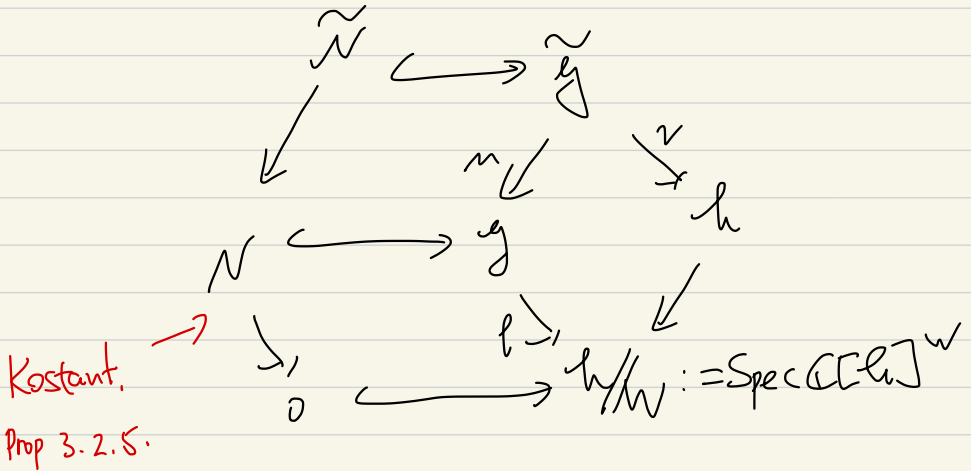 Ñ g̃
μ ν
h
N g
ρ
Kostant.
0 h//W := Spec ℂ[h]^W
Prop 3.2.5.